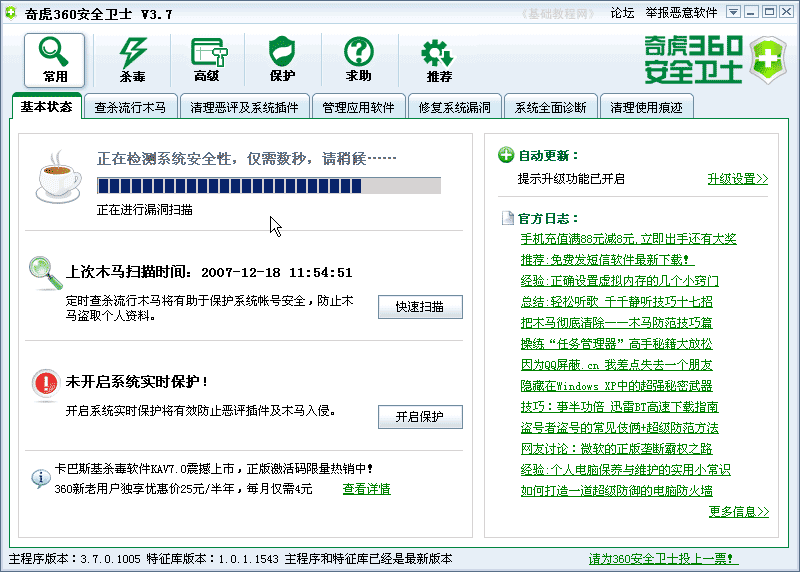 奇虎360安全卫士 V3.7
《基础教程网》
论坛 举报恶意软件
常用
杀毒
高级
保护
求助
推荐
奇虎360
安全卫士
基本状态
查杀流行木马
清理恶评及系统插件
管理应用软件
修复系统漏洞
系统全面诊断
清理使用痕迹
正在检测系统安全性，仅需数秒，请稍候……
正在进行漏洞扫描
上次木马扫描时间：2007-12-18 11:54:51
定时查杀流行木马将有助于保护系统帐号安全，防止木
马盗取个人资料。
快速扫描
未开启系统实时保护！
开启系统实时保护将有效防止恶评插件及木马入侵。
开启保护
卡巴斯基杀毒软件KAV7.0震撼上市，正版激活码限量热销中！
360新老用户独享优惠价25元/半年，每月仅需4元 查看详情
自动更新：
提示升级功能已开启 升级设置>>
官方日志：
手机充值满88元减8元,立即出手还有大奖
推荐:免费发短信软件最新下载！
经验:正确设置虚拟内存的几个小窍门
总结:轻松听歌 千千静听技巧十七招
把木马彻底清除——木马防范技巧篇
操练“任务管理器”高手秘籍大放松
因为QQ屏蔽.cn 我差点失去一个朋友
隐藏在Windows XP中的超强秘密武器
技巧：事半功倍 迅雷BT高速下载指南
盗号者盗号的常见伎俩+超级防范方法
网友讨论：微软的正版垄断霸权之路
经验:个人电脑保养与维护的实用小常识
如何打造一道超级防御的电脑防火墙
更多信息>>
主程序版本：3.7.0.1005 特征库版本：1.0.1.1543 主程序和特征库已经是最新版本
请为360安全卫士投上一票！